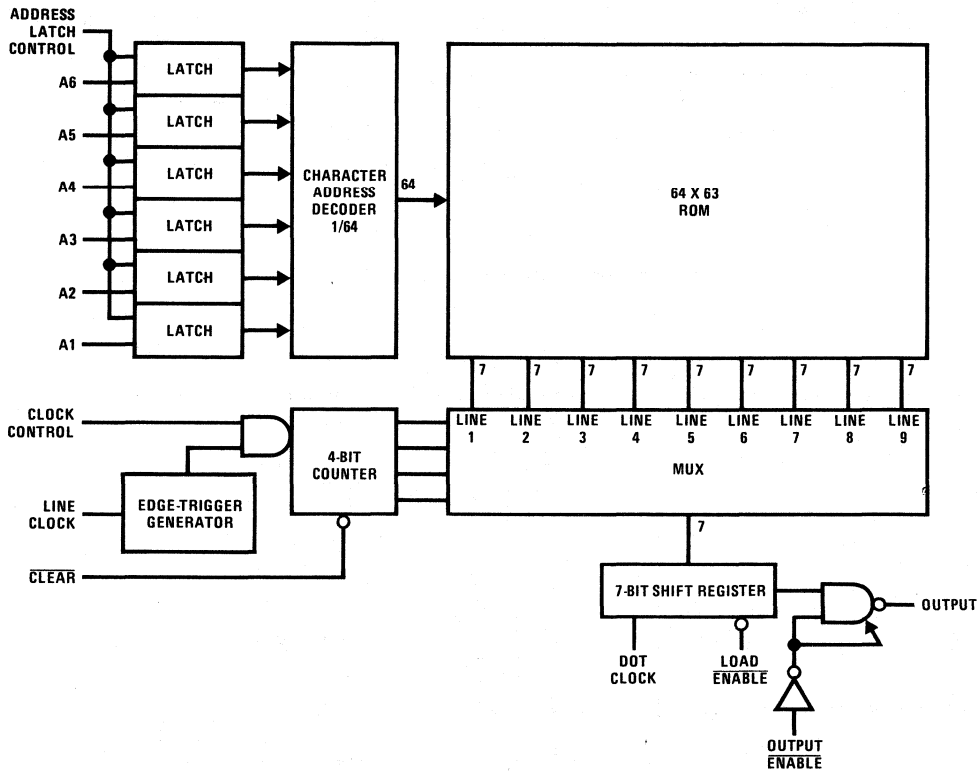 ADDRESS
LATCH
CONTROL
A6
A5
A4
A3
A2
A1
LATCH
LATCH
LATCH
LATCH
LATCH
LATCH
CHARACTER
ADDRESS
DECODER
1/64
64
64 X 63
ROM
7 7 7 7 7 7 7 7 7
CLOCK
CONTROL
LINE
CLOCK
CLEAR
EDGE-TRIGGER
GENERATOR
4-BIT
COUNTER
LINE LINE LINE LINE LINE LINE LINE LINE LINE
1 2 3 4 5 6 7 8 9
MUX
7
7-BIT SHIFT REGISTER
DOT
CLOCK
LOAD
ENABLE
OUTPUT
OUTPUT
ENABLE